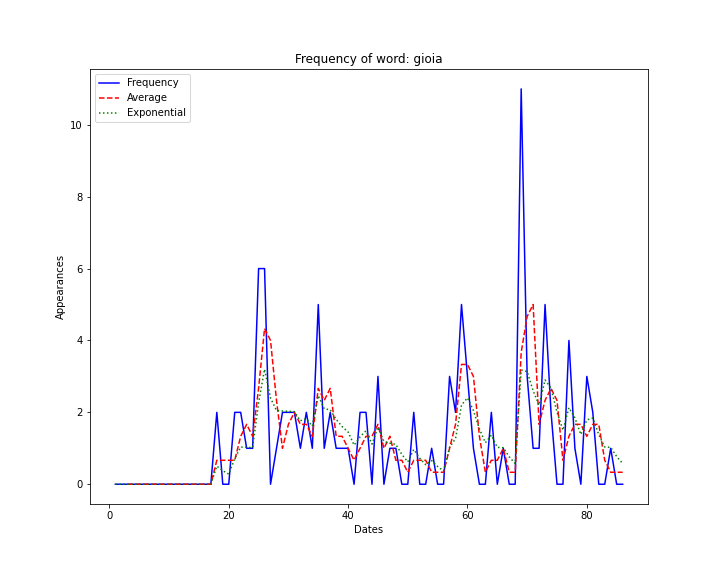 Frequency of word: gioia
Frequency
Average
Exponential
10
8
6
4
2
0
Appearances
0 20 40 60 80
Dates